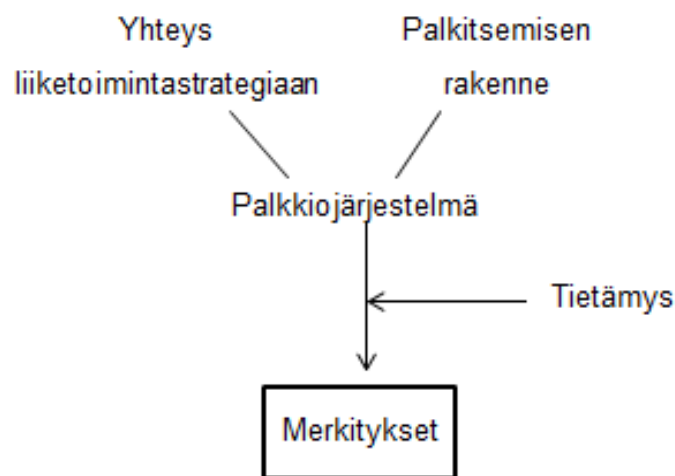 Yhteys
liiketoimintastrategiaan
Palkitsemisen
rakenne
Palkkiojärjestelmä
Tietämys
Merkitykset